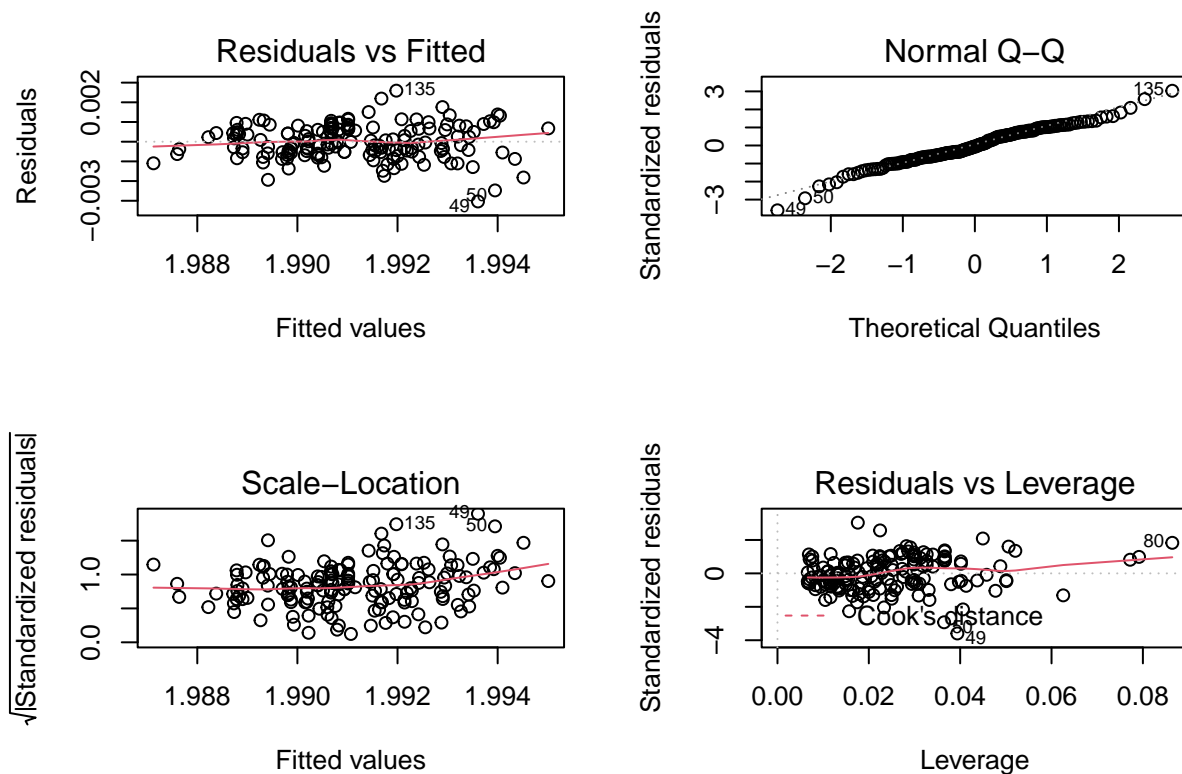 Residuals vs Fitted
Residuals
0.002
−0.003
135
50
49
1.988 1.990 1.992 1.994
Fitted values
Normal Q−Q
Standardized residuals
3
0
−3
135
50
49
−2 −1 0 1 2
Theoretical Quantiles
Scale−Location
√|Standardized residuals|
1.0
0.0
49
135
50
1.988 1.990 1.992 1.994
Fitted values
Residuals vs Leverage
Standardized residuals
0
−4
80
Cook's distance
50
49
0.00 0.02 0.04 0.06 0.08
Leverage